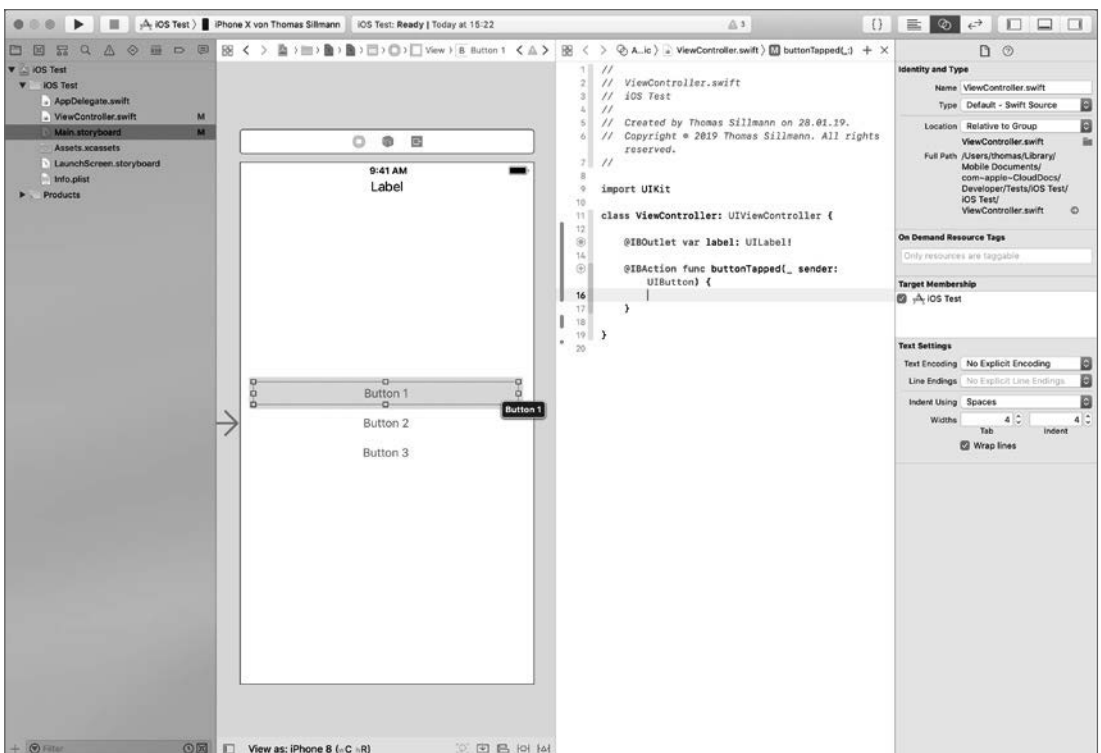 iOS Test
iPhone X von Thomas Sillmann
iOS Test: Ready | Today at 15:22
3
{}
iOS Test
iOS Test
AppDelegate.swift
ViewController.swift M
Main.storyboard M
Assets.xcassets
LaunchScreen.storyboard
Info.plist
Products
Filter
View B Button 1
9:41 AM
Label
Button 1
Button 1
Button 2
Button 3
View as: iPhone 8 (wC hR)
A...ic ViewController.swift M buttonTapped(_:)
1 //
2 //  ViewController.swift
3 //  iOS Test
4 //
5 //  Created by Thomas Sillmann on 28.01.19.
6 //  Copyright © 2019 Thomas Sillmann. All rights
reserved.
7 //
8
9 import UIKit
10
11 class ViewController: UIViewController {
12
@IBOutlet var label: UILabel!
14
@IBAction func buttonTapped(_ sender:
UIButton) {
16
17 }
18
19 }
20
Identity and Type
Name ViewController.swift
Type Default - Swift Source
Location Relative to Group
ViewController.swift
Full Path /Users/thomas/Library/
Mobile Documents/
com~apple~CloudDocs/
Developer/Tests/iOS Test/
iOS Test/
ViewController.swift
On Demand Resource Tags
Only resources are taggable
Target Membership
iOS Test
Text Settings
Text Encoding No Explicit Encoding
Line Endings No Explicit Line Endings
Indent Using Spaces
Widths 4 4
Tab Indent
Wrap lines